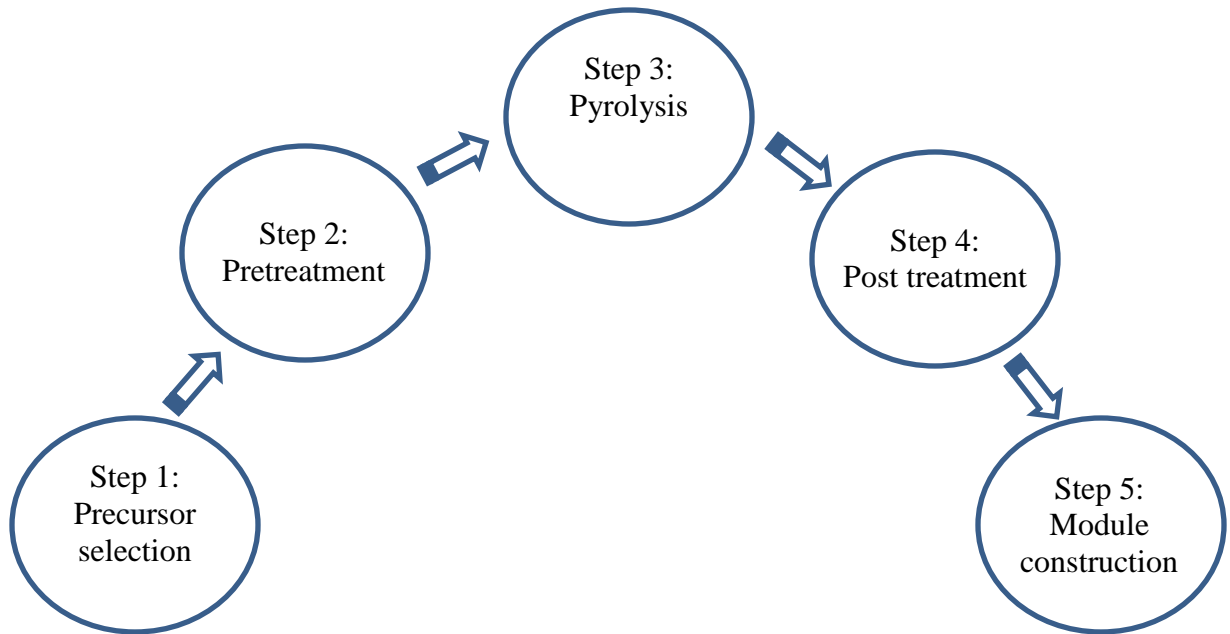 Step 1:
Precursor
selection
Step 2:
Pretreatment
Step 3:
Pyrolysis
Step 4:
Post treatment
Step 5:
Module
construction